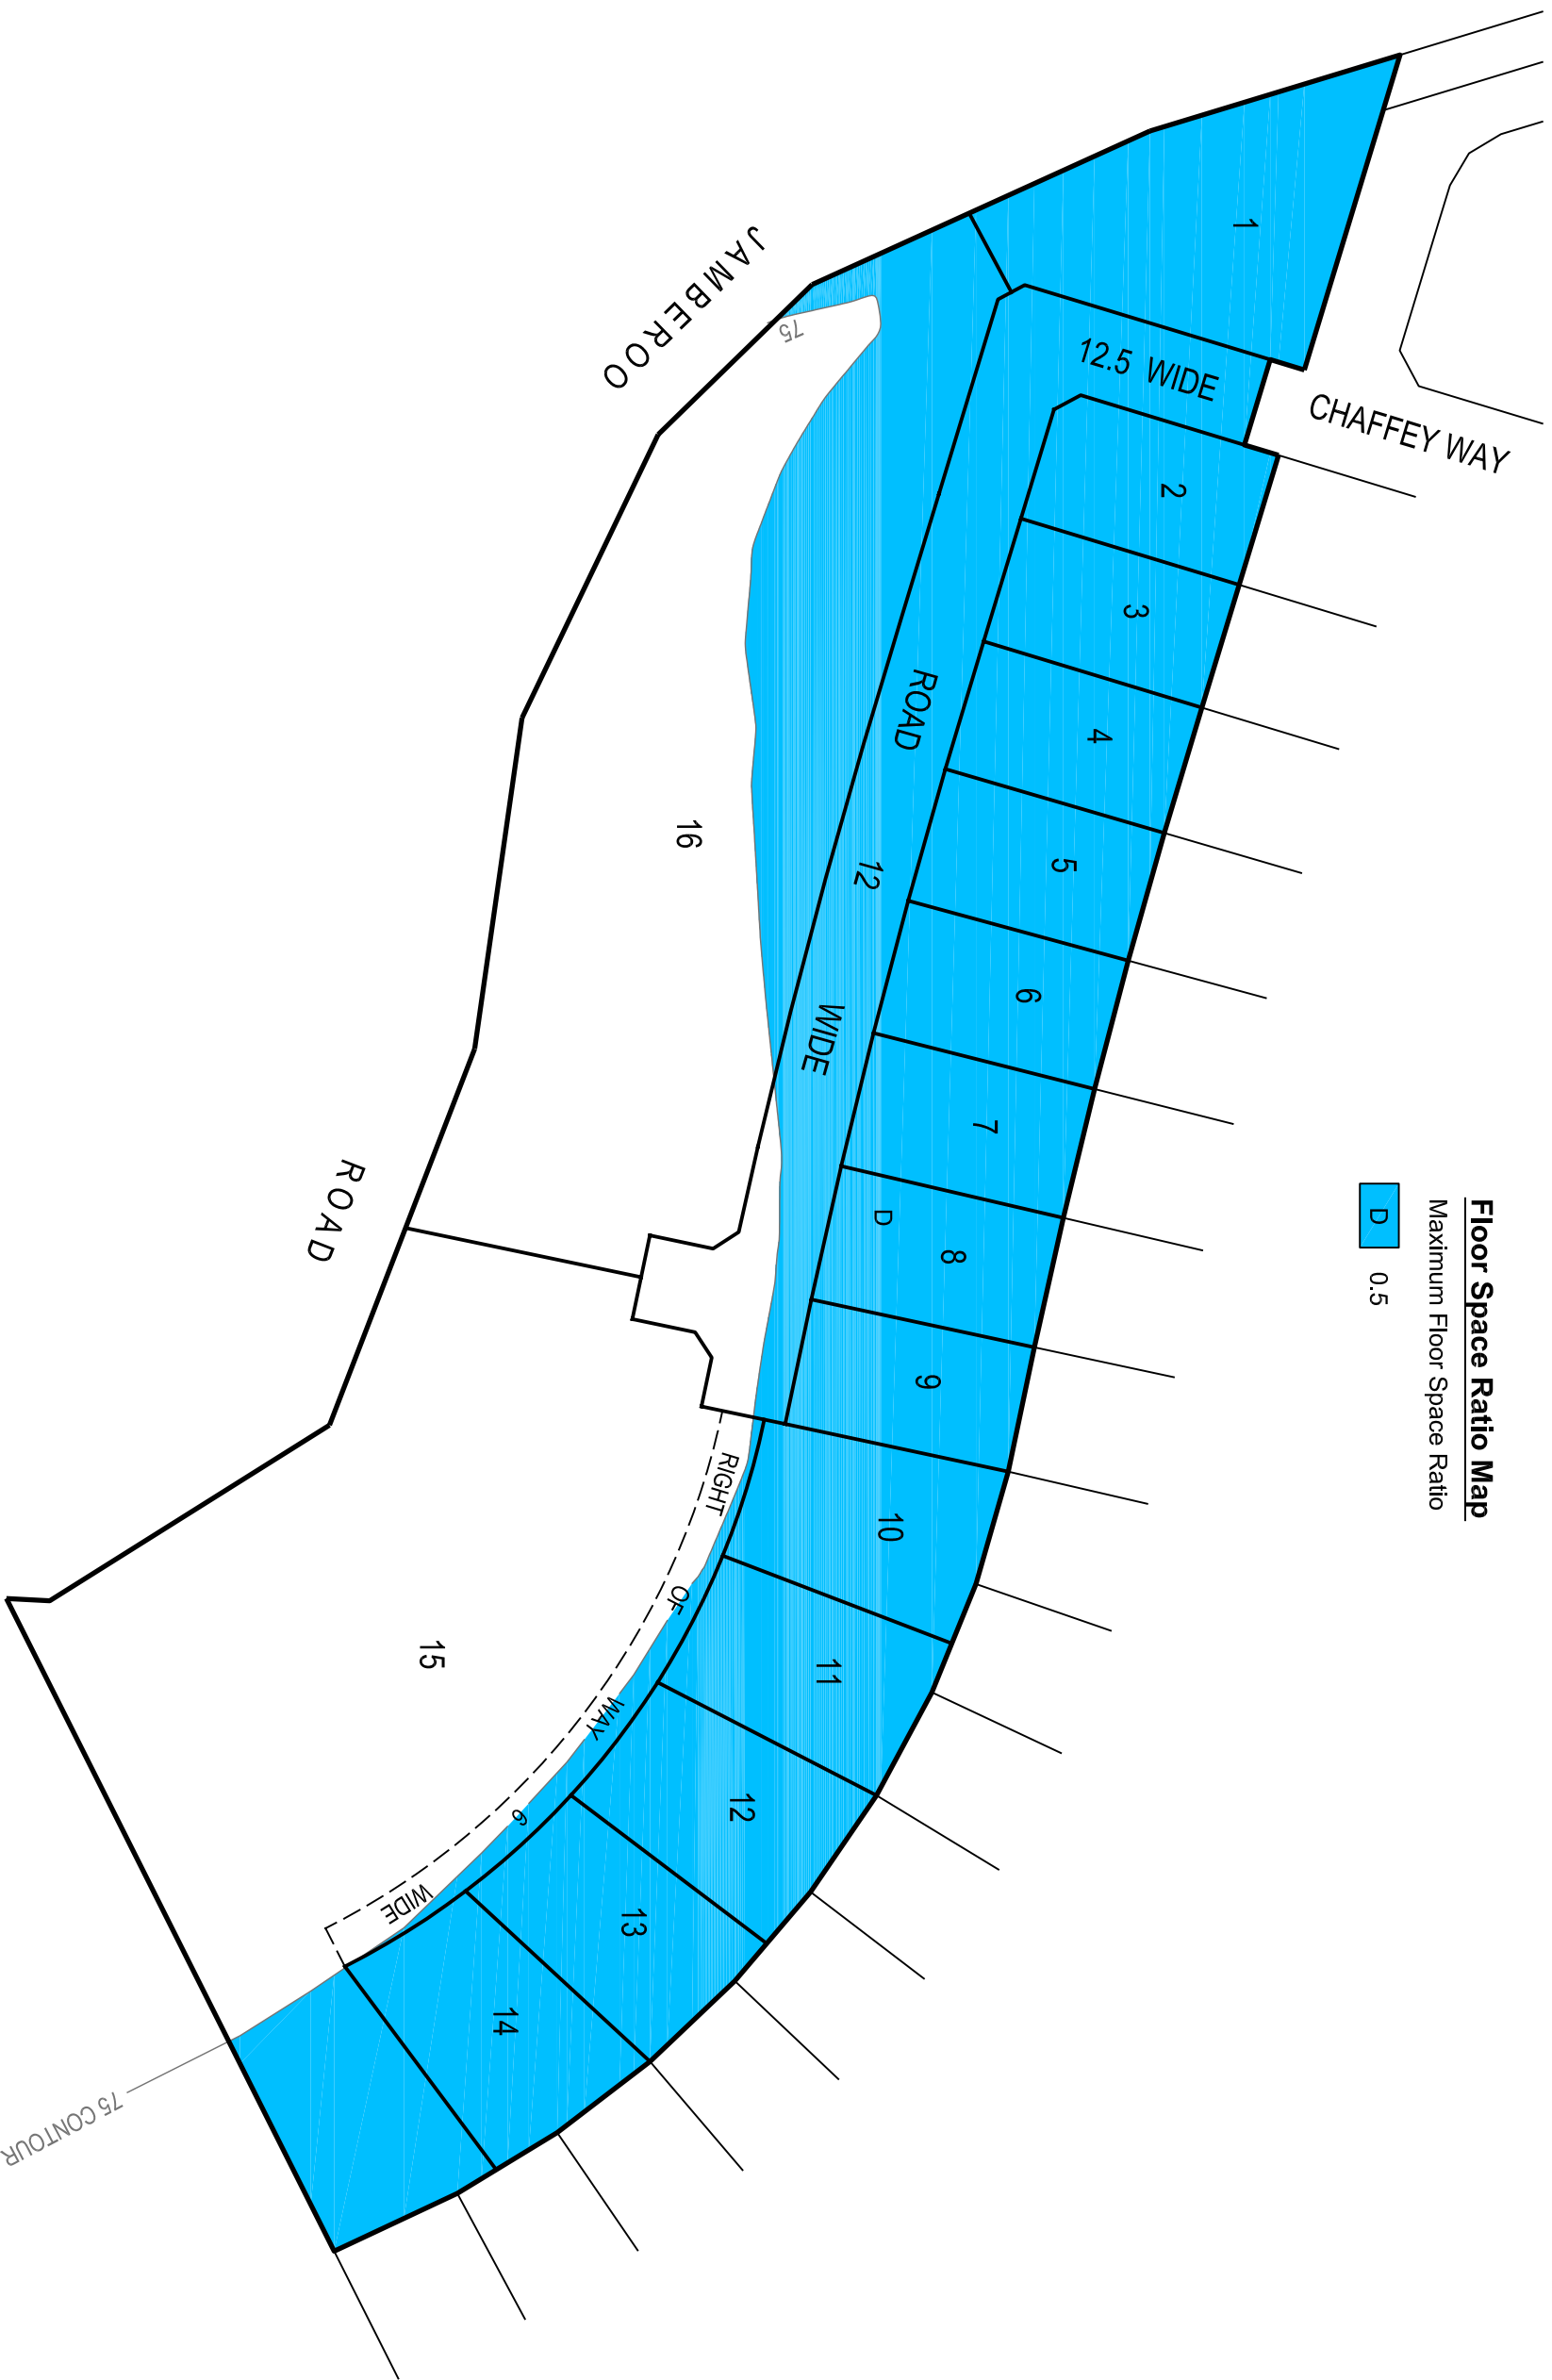 Floor Space Ratio Map
Maximum Floor Space Ratio
D 0.5
CHAFFEY WAY
12.5 WIDE
1
2
3
4
5
6
7
8
D
9
10
11
12
13
14
15
16
ROAD
12
WIDE
JAMBEROO
ROAD
75
RIGHT
OF
WAY
6
WIDE
75 CONTOUR